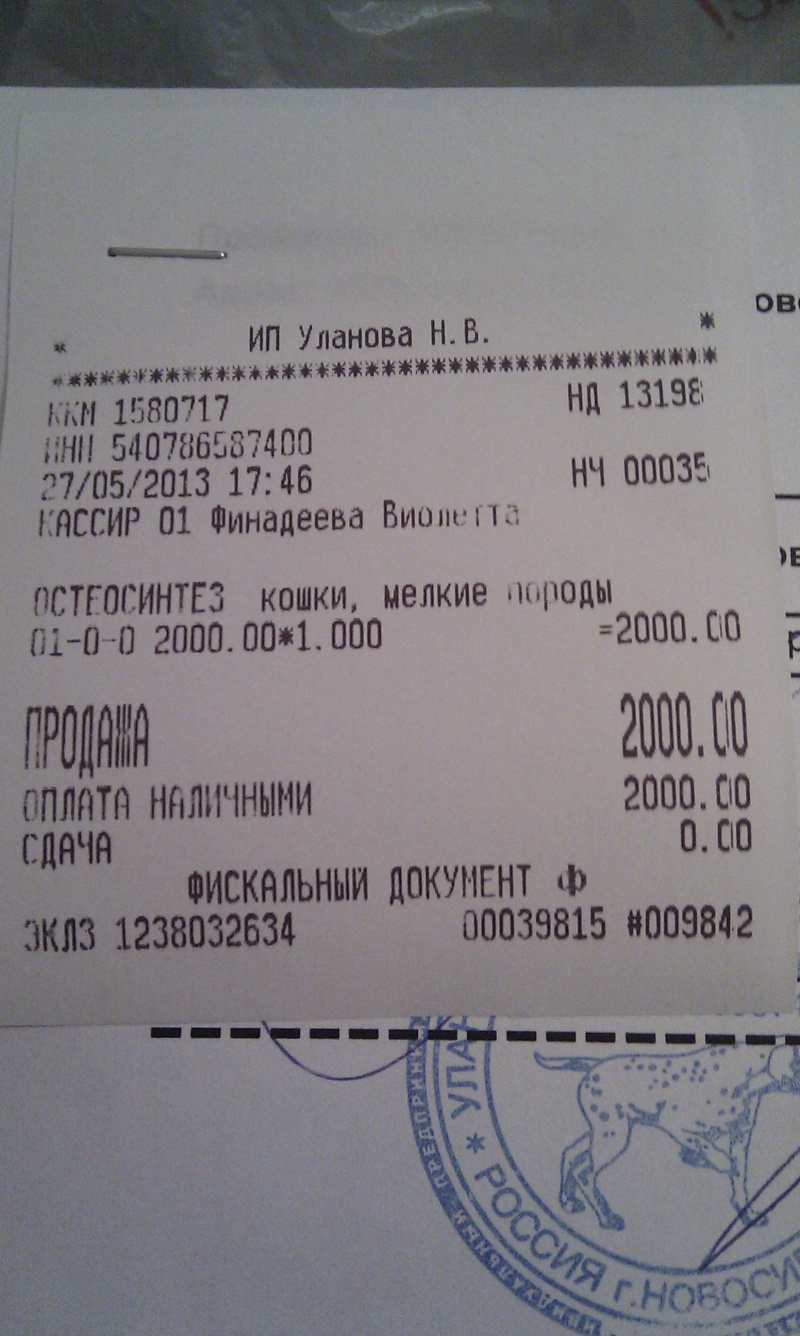 * ИП Уланова Н.В. *
**********************************************
ККМ 1580717 НД 13198
ИНН 540786587400
27/05/2013 17:46 НЧ 00035
КАССИР 01 Финадеева Виолетта
ОСТЕОСИНТЕЗ кошки, мелкие породы
01-0-0 2000.00*1.000 =2000.00
ПРОДАЖА 2000.00
ОПЛАТА НАЛИЧНЫМИ 2000.00
СДАЧА 0.00
ФИСКАЛЬНЫЙ ДОКУМЕНТ Ф
ЭКЛЗ 1238032634 00039815 #009842
* РОССИЯ г.НОВОСИ